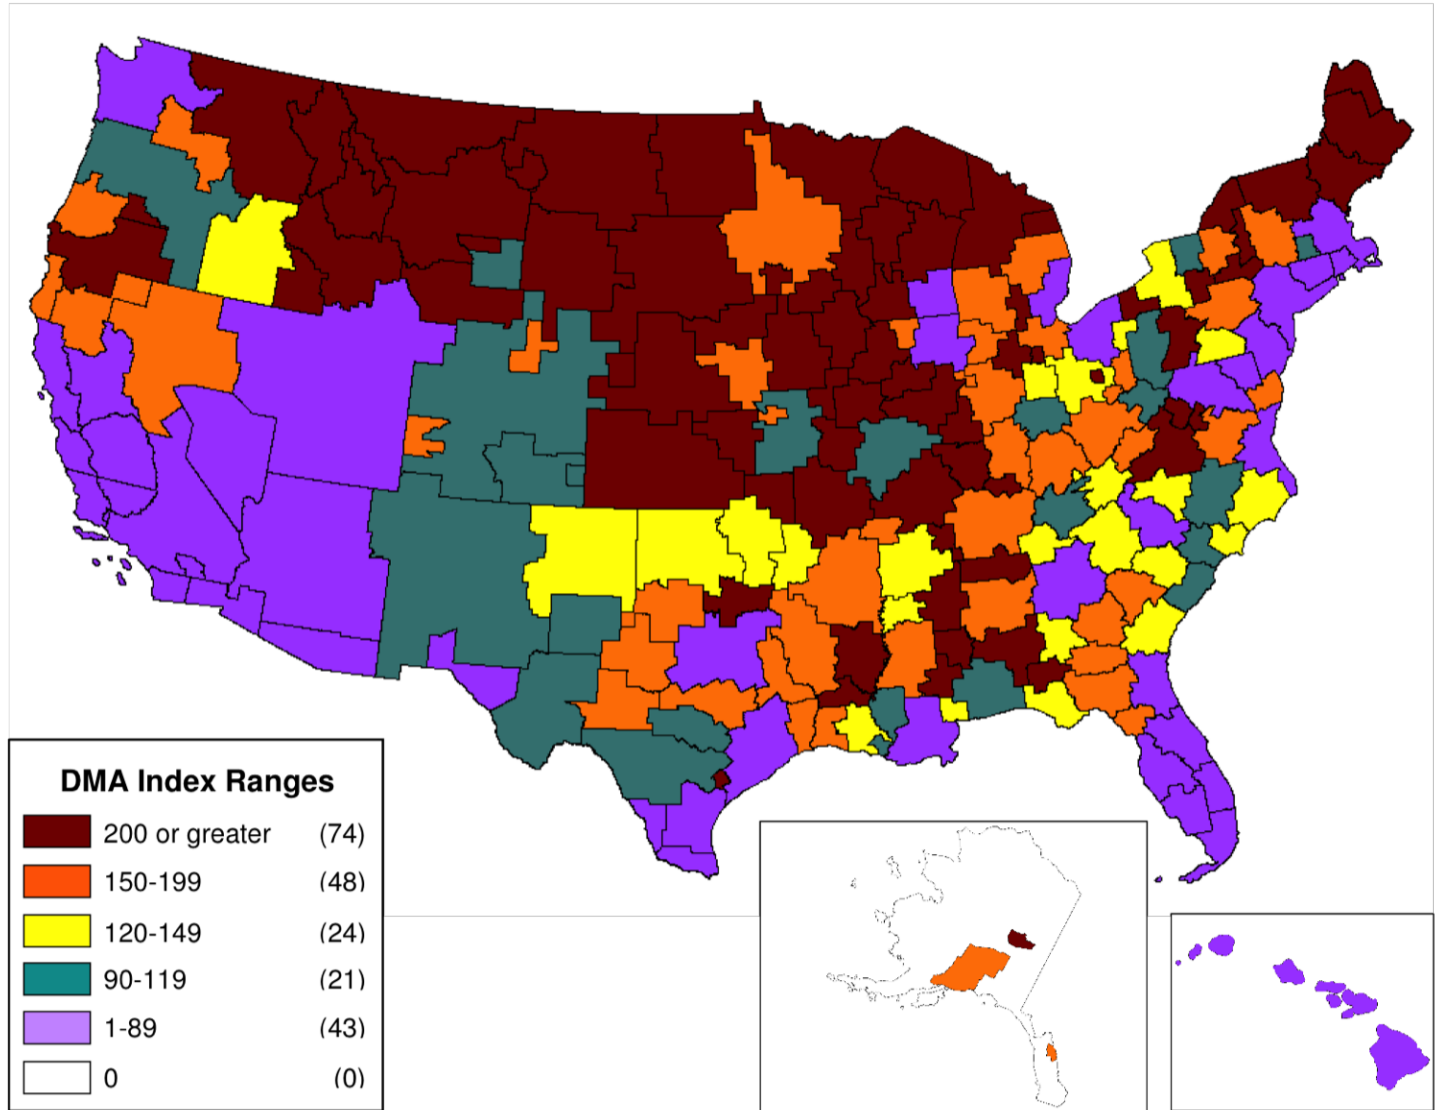 DMA Index Ranges
200 or greater (74)
150-199 (48)
120-149 (24)
90-119 (21)
1-89 (43)
0 (0)